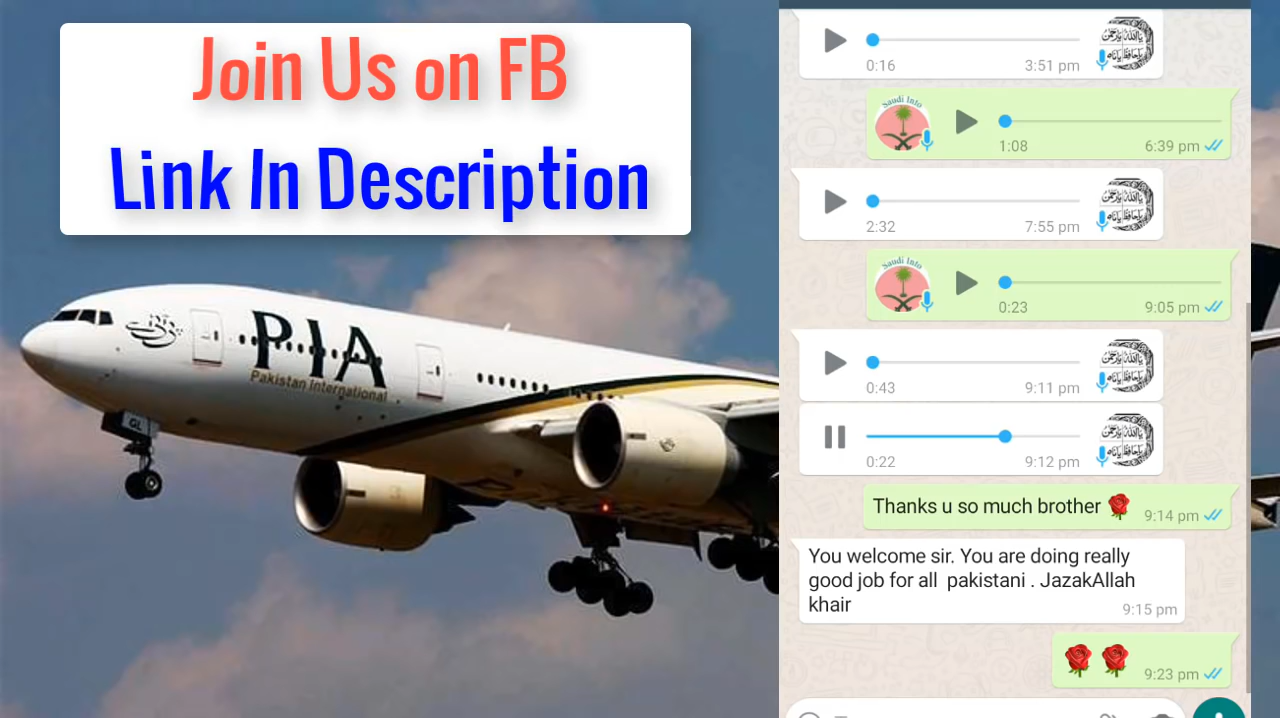 Join Us on FB
Link In Description
PIA
Pakistan International
GL
0:16
3:51 pm
Saudi Info
1:08
6:39 pm
2:32
7:55 pm
Saudi Info
0:23
9:05 pm
0:43
9:11 pm
0:22
9:12 pm
Thanks u so much brother 🌹
9:14 pm
You welcome sir. You are doing really
good job for all pakistani . JazakAllah
khair
9:15 pm
🌹🌹
9:23 pm